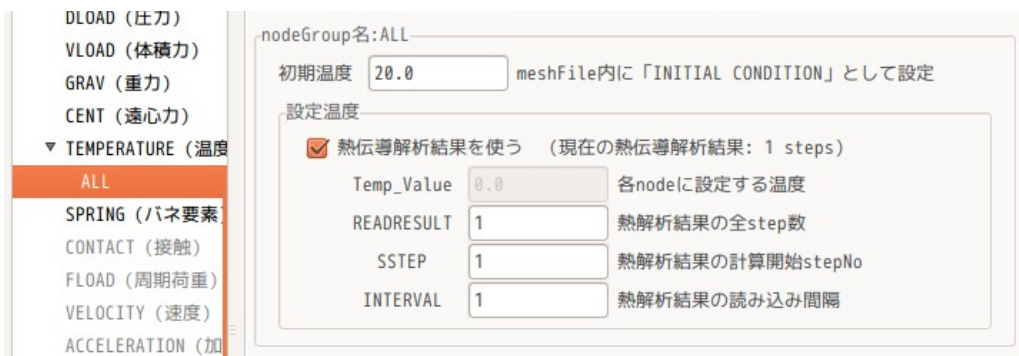 DLOAD (圧力)
VLOAD (体積力)
GRAV (重力)
CENT (遠心力)
▼ TEMPERATURE (温度
ALL
SPRING (バネ要素)
CONTACT (接触)
FLOAD (周期荷重)
VELOCITY (速度)
ACCELERATION (加
nodeGroup名:ALL
初期温度 20.0 meshFile内に「INITIAL CONDITION」として設定
設定温度
熱伝導解析結果を使う (現在の熱伝導解析結果: 1 steps)
Temp_Value 0.0 各nodeに設定する温度
READRESULT 1 熱解析結果の全step数
SSTEP 1 熱解析結果の計算開始stepNo
INTERVAL 1 熱解析結果の読み込み間隔